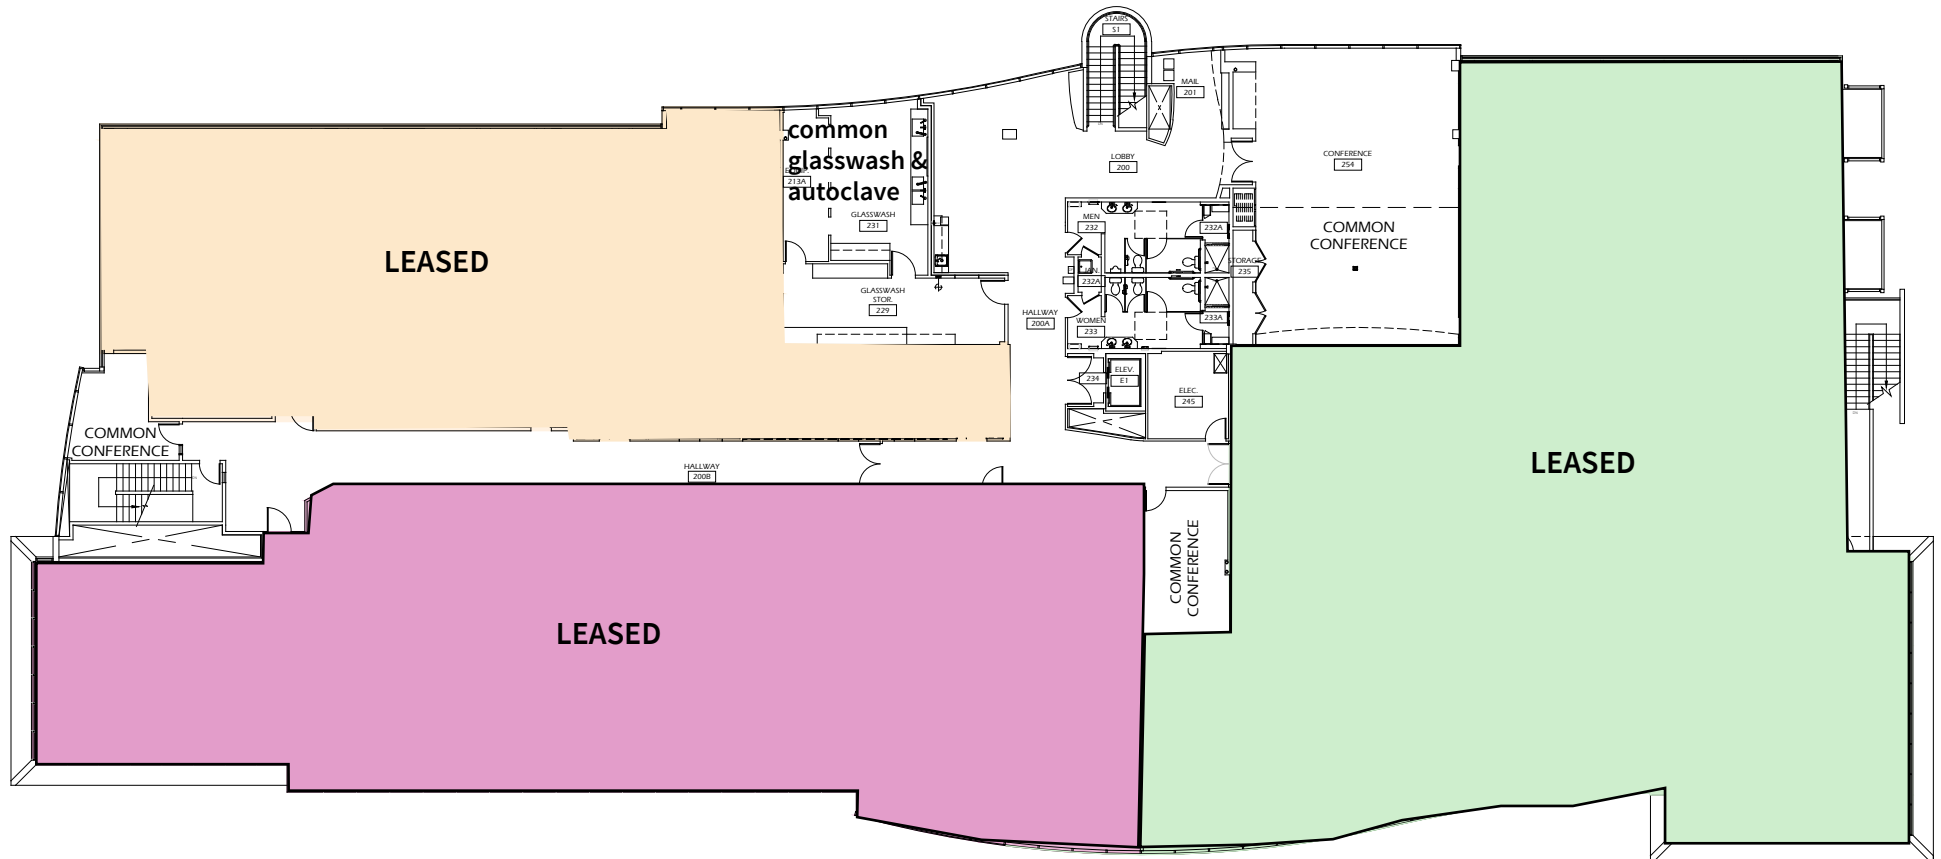 STAIRS
S1
MAIL
201
common
glasswash &
autoclave
213A
GLASSWASH
231
LOBBY
200
CONFERENCE
254
MEN
232
232A
COMMON
CONFERENCE
LEASED
STORAGE
235
JAN.
232A
GLASSWASH
STOR.
229
HALLWAY
200A
WOMEN
233
233A
234
ELEV.
E1
ELEC.
245
COMMON
CONFERENCE
HALLWAY
200B
LEASED
COMMON
CONFERENCE
LEASED